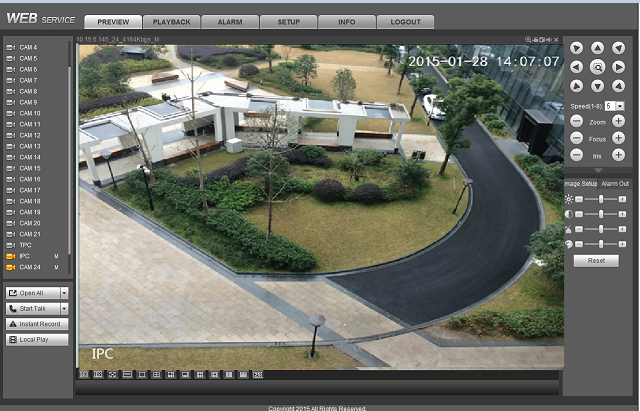 WEB SERVICE
PREVIEW
PLAYBACK
ALARM
SETUP
INFO
LOGOUT
CAM 4
CAM 5
CAM 6
CAM 7
CAM 8
CAM 9
CAM 10
CAM 11
CAM 12
CAM 13
CAM 14
CAM 15
CAM 16
CAM 17
CAM 18
CAM 19
CAM 20
CAM 21
TPC
IPC M
CAM 24 M
Open All
Start Talk
Instant Record
Local Play
2015-01-28 14:07:07
IPC
Speed(1-8) 5
Zoom
Focus
Iris
mage Setup Alarm Out
Reset
Copyright 2015 All Rights Reserved